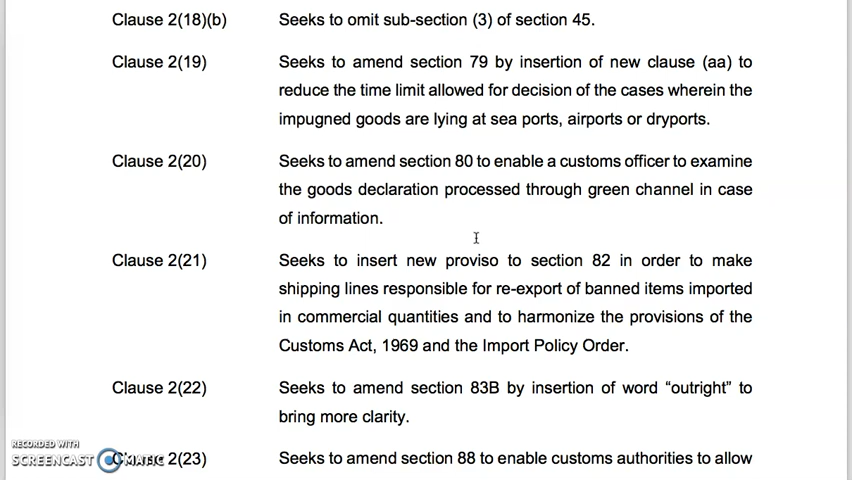 Clause 2(18)(b) Seeks to omit sub-section (3) of section 45.
Clause 2(19) Seeks to amend section 79 by insertion of new clause (aa) to
reduce the time limit allowed for decision of the cases wherein the
impugned goods are lying at sea ports, airports or dryports.
Clause 2(20) Seeks to amend section 80 to enable a customs officer to examine
the goods declaration processed through green channel in case
of information.
Clause 2(21) Seeks to insert new proviso to section 82 in order to make
shipping lines responsible for re-export of banned items imported
in commercial quantities and to harmonize the provisions of the
Customs Act, 1969 and the Import Policy Order.
Clause 2(22) Seeks to amend section 83B by insertion of word “outright” to
bring more clarity.
RECORDED WITH
SCREENCAST MATIC
2(23) Seeks to amend section 88 to enable customs authorities to allow